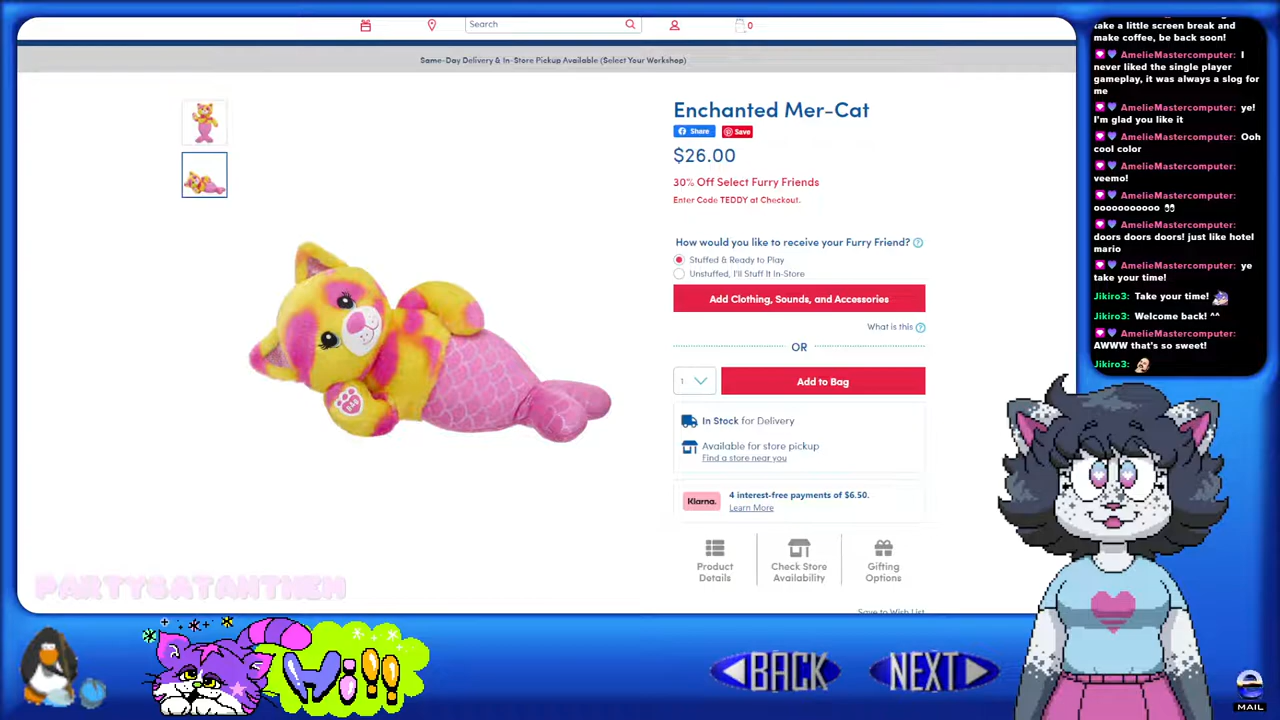 Search
0
Same-Day Delivery & In-Store Pickup Available (Select Your Workshop)
Enchanted Mer-Cat
Share
Save
$26.00
30% Off Select Furry Friends
Enter Code TEDDY at Checkout.
How would you like to receive your Furry Friend? ?
Stuffed & Ready to Play
Unstuffed, I'll Stuff It In-Store
Add Clothing, Sounds, and Accessories
What is this ?
OR
1
Add to Bag
In Stock for Delivery
Available for store pickup
Find a store near you
Klarna.
4 interest-free payments of $6.50.
Learn More
Product
Details
Check Store
Availability
Gifting
Options
Save to Wish List
BAB
take a little screen break and
make coffee, be back soon!
AmelieMastercomputer: I
never liked the single player
gameplay, it was always a slog for
me
AmelieMastercomputer: ye!
I'm glad you like it
AmelieMastercomputer: Ooh
cool color
AmelieMastercomputer:
veemo!
AmelieMastercomputer:
ooooooooooo
AmelieMastercomputer:
doors doors doors! just like hotel
mario
AmelieMastercomputer: ye
take your time!
Jikiro3: Take your time!
Jikiro3: Welcome back! ^^
AmelieMastercomputer:
AWWW that's so sweet!
Jikiro3:
Hi!!
BACK
NEXT
MAIL